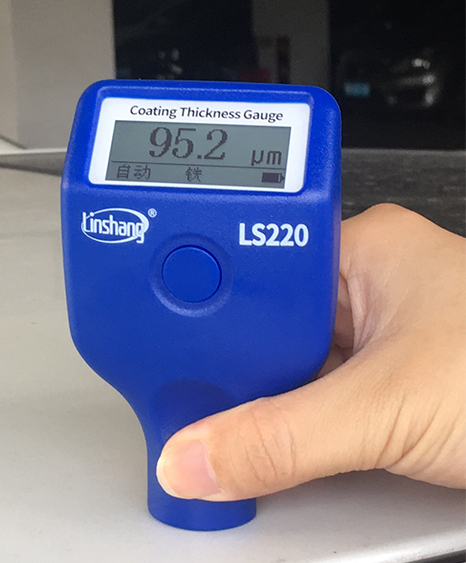 Coating Thickness Gauge
95.2 μm
自动 铁
Linshang®
LS220